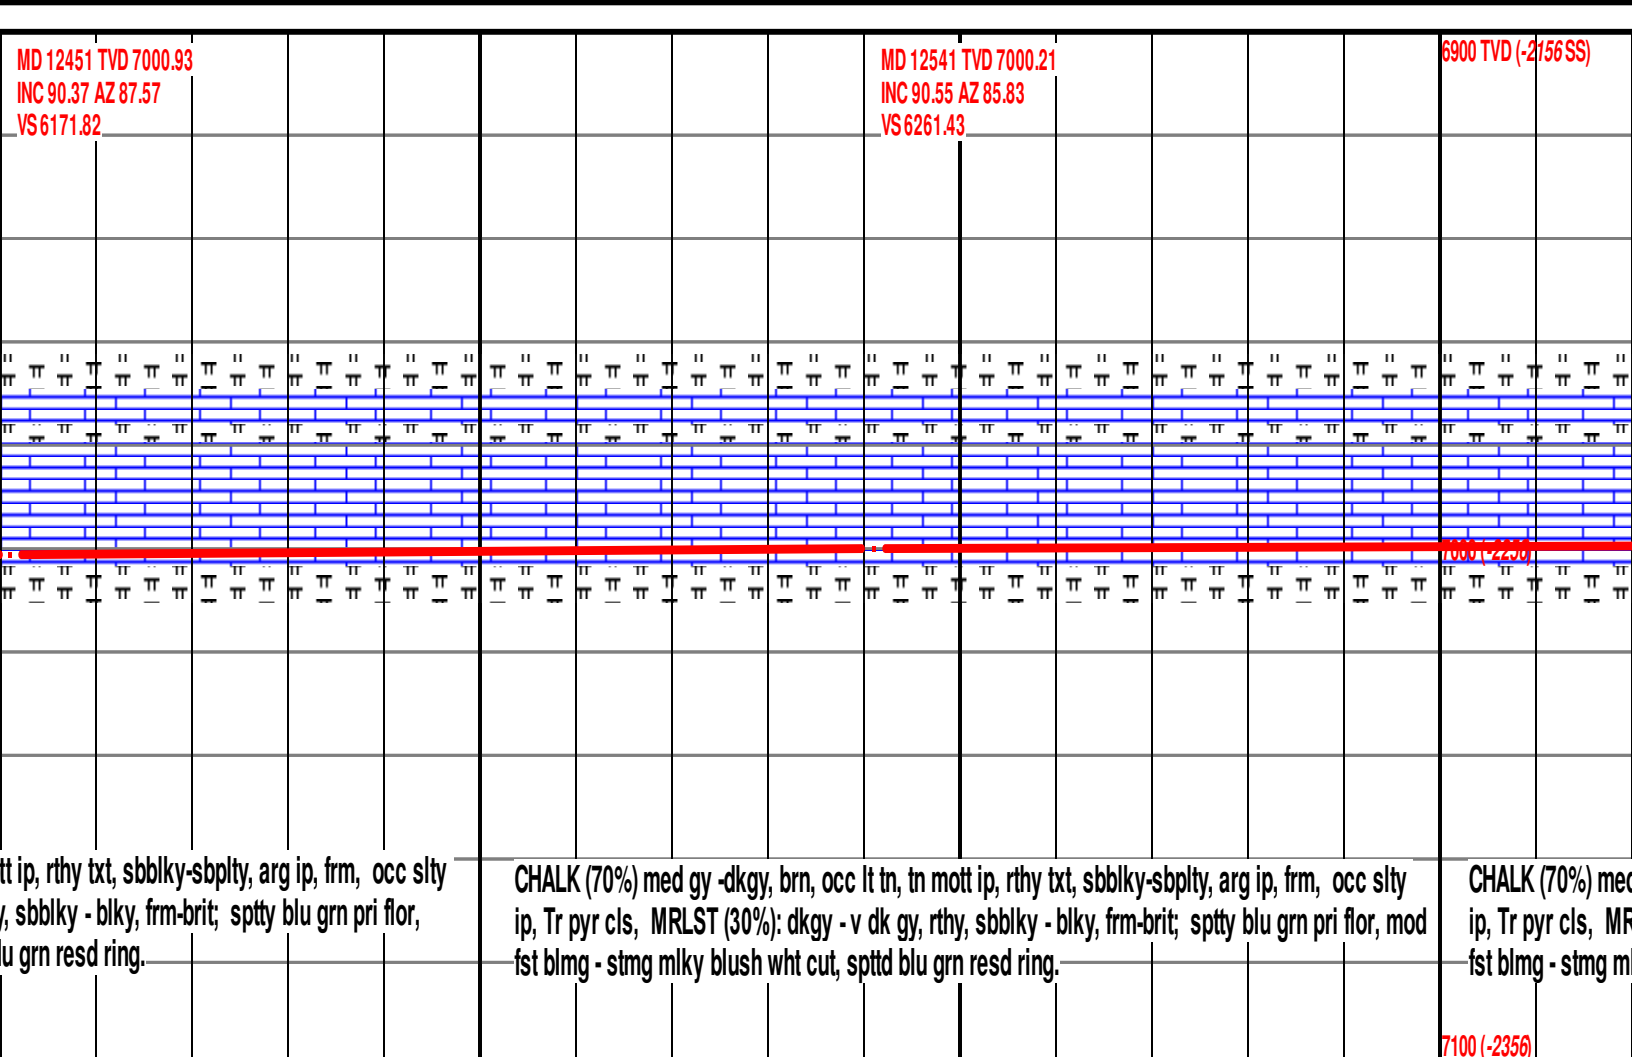 MD 12451 TVD 7000.93
INC 90.37 AZ 87.57
VS 6171.82
MD 12541 TVD 7000.21
INC 90.55 AZ 85.83
VS 6261.43
6900 TVD (-2156 SS)
7000 (-2256)
tt ip, rthy txt, sbblky-sbplty, arg ip, frm, occ slty
y, sbblky - blky, frm-brit; sptty blu grn pri flor,
lu grn resd ring.
CHALK (70%) med gy -dkgy, brn, occ lt tn, tn mott ip, rthy txt, sbblky-sbplty, arg ip, frm, occ slty
ip, Tr pyr cls, MRLST (30%): dkgy - v dk gy, rthy, sbblky - blky, frm-brit; sptty blu grn pri flor, mod
fst blmg - stmg mlky blush wht cut, spttd blu grn resd ring.
CHALK (70%) med
ip, Tr pyr cls, MR
fst blmg - stmg ml
7100 (-2356)